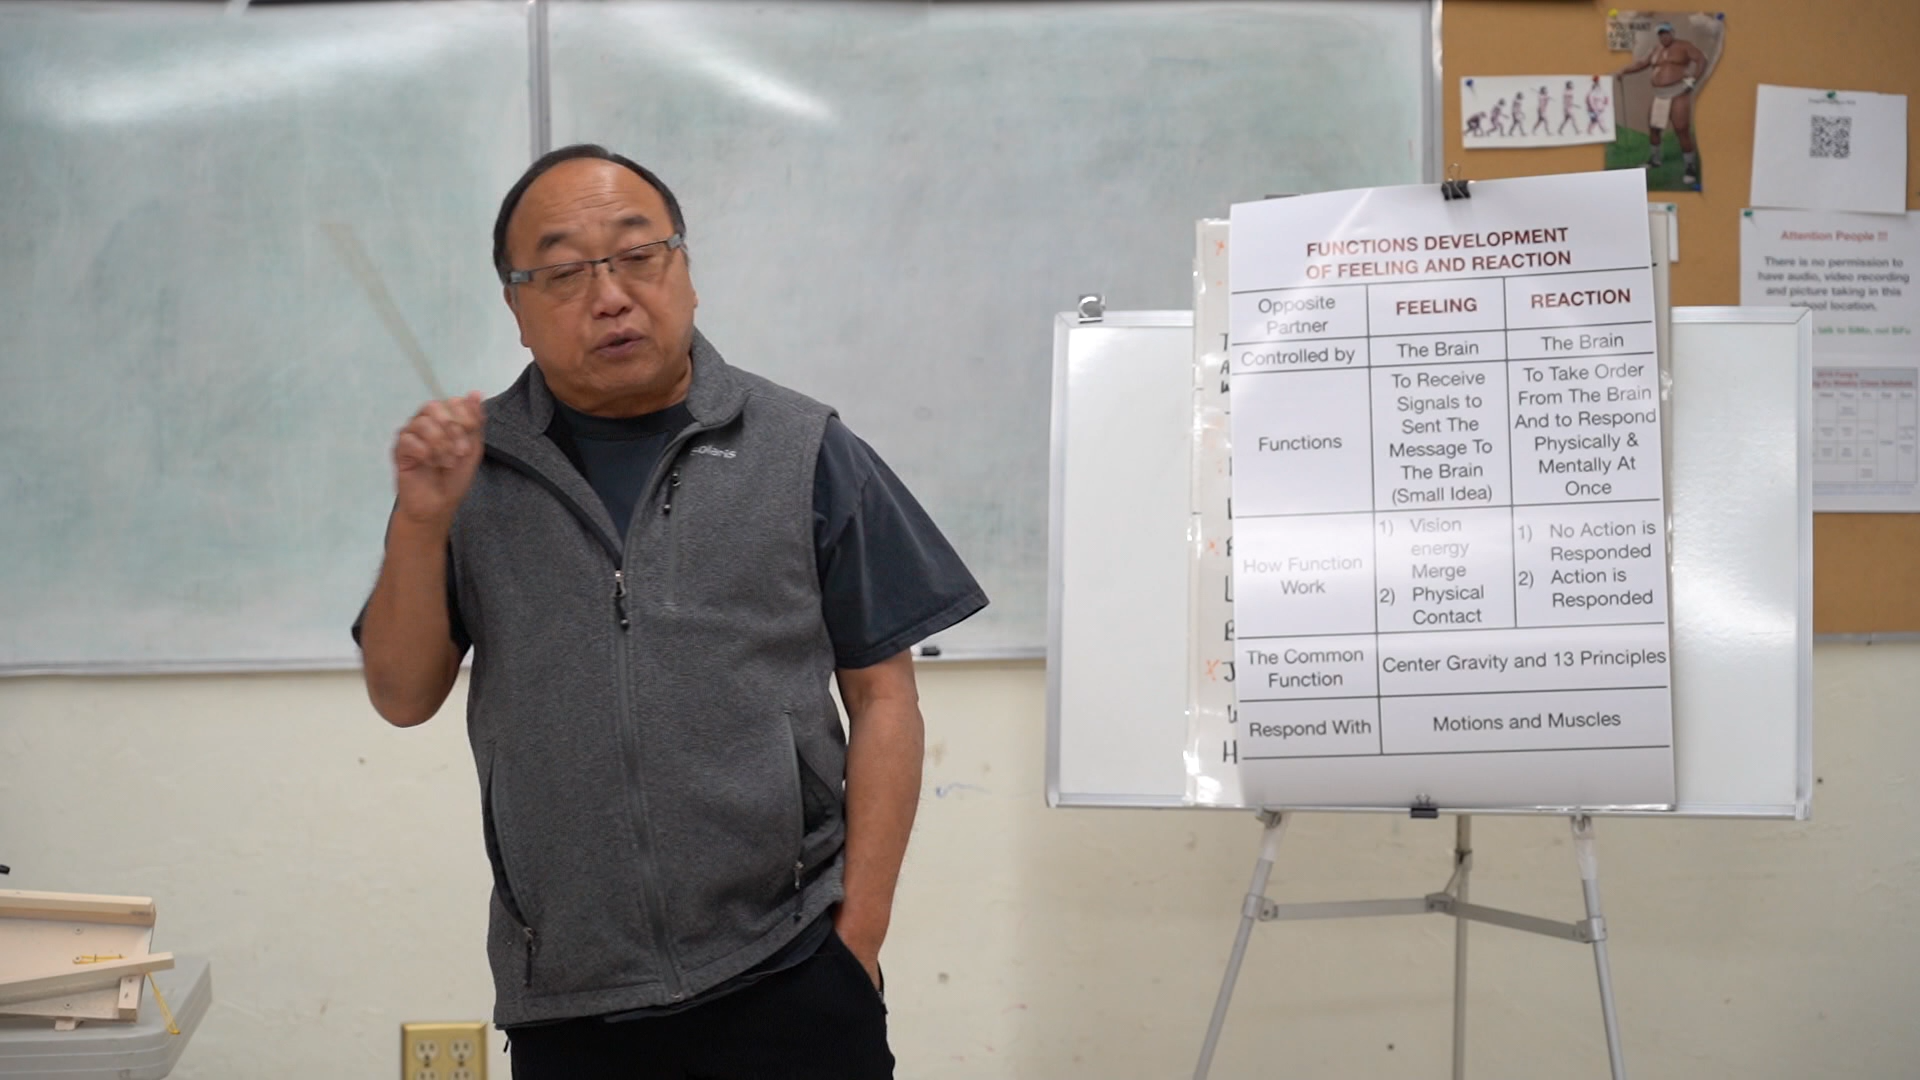 FUNCTIONS DEVELOPMENT
OF FEELING AND REACTION
Opposite
Partner
FEELING
REACTION
Controlled by
The Brain
The Brain
Functions
To Receive
Signals to
Sent The
Message To
The Brain
(Small Idea)
To Take Order
From The Brain
And to Respond
Physically &
Mentally At
Once
How Function
Work
1) Vision
energy
Merge
2) Physical
Contact
1) No Action is
Responded
2) Action is
Responded
The Common
Function
Center Gravity and 13 Principles
Respond With
Motions and Muscles
Attention People !!!
There is no permission to
have audio, video recording
and picture taking in this
school location.